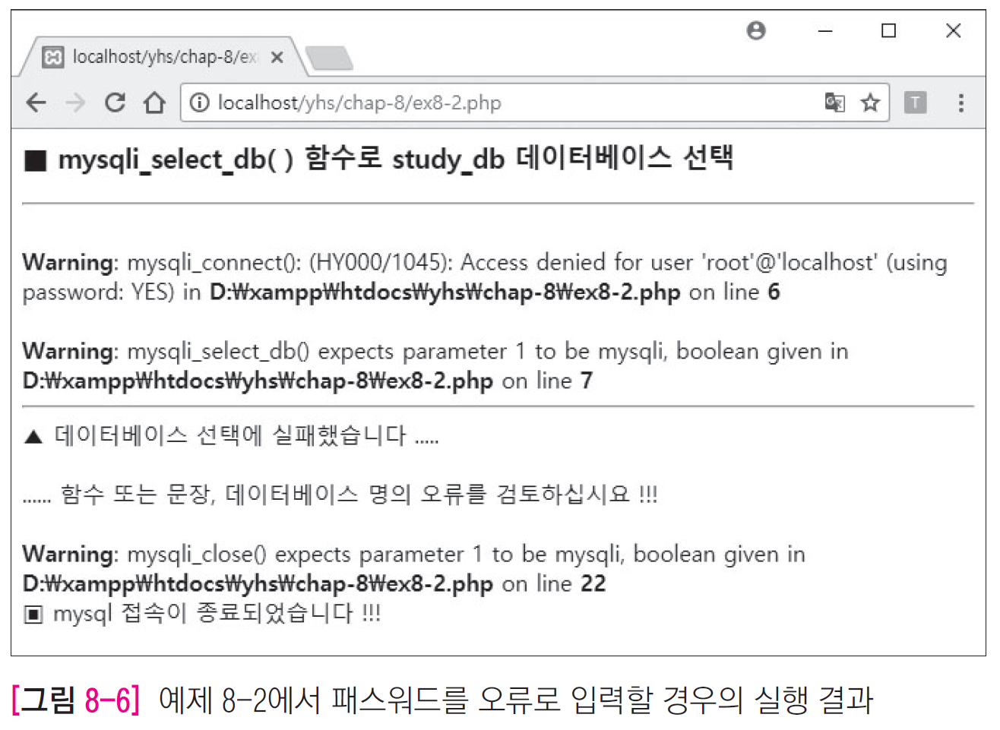 localhost/yhs/chap-8/ex
localhost/yhs/chap-8/ex8-2.php
T
■ mysqli_select_db( ) 함수로 study_db 데이터베이스 선택
Warning: mysqli_connect(): (HY000/1045): Access denied for user 'root'@'localhost' (using
password: YES) in D:₩xampp₩htdocs₩yhs₩chap-8₩ex8-2.php on line 6
Warning: mysqli_select_db() expects parameter 1 to be mysqli, boolean given in
D:₩xampp₩htdocs₩yhs₩chap-8₩ex8-2.php on line 7
▲ 데이터베이스 선택에 실패했습니다 .....
...... 함수 또는 문장, 데이터베이스 명의 오류를 검토하십시요 !!!
Warning: mysqli_close() expects parameter 1 to be mysqli, boolean given in
D:₩xampp₩htdocs₩yhs₩chap-8₩ex8-2.php on line 22
▣ mysql 접속이 종료되었습니다 !!!
[그림 8-6] 예제 8-2에서 패스워드를 오류로 입력할 경우의 실행 결과